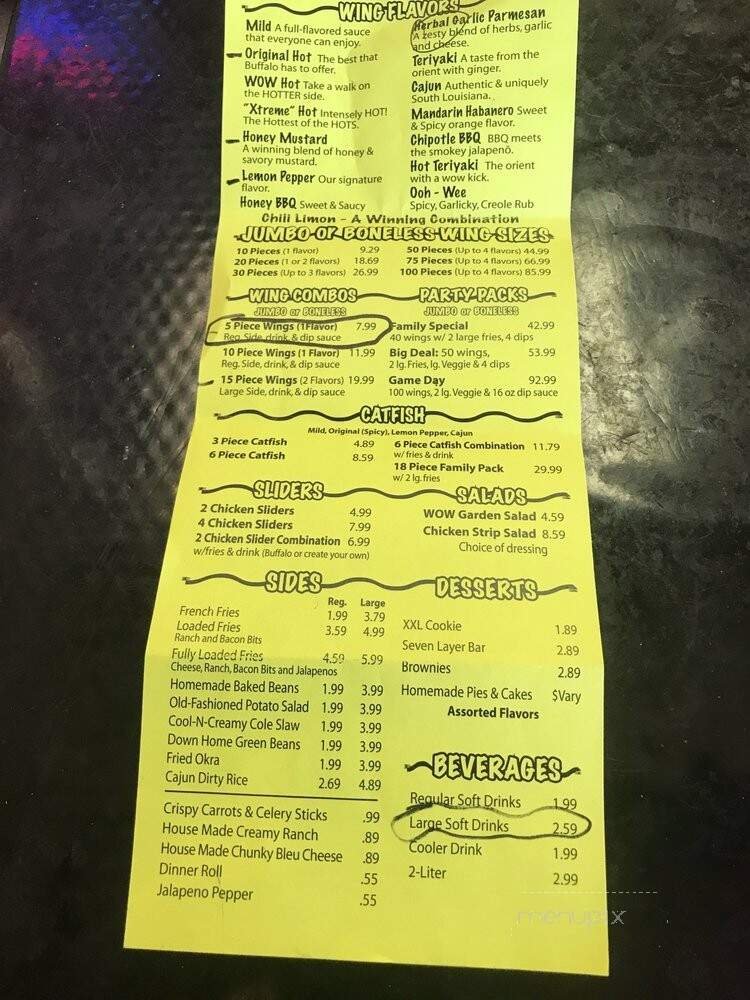 WING FLAVORS
Mild A full-flavored sauce
that everyone can enjoy.
Original Hot The best that
Buffalo has to offer.
WOW Hot Take a walk on
the HOTTER side.
"Xtreme" Hot Intensely HOT!
The Hottest of the HOTS.
Honey Mustard
A winning blend of honey &
savory mustard.
Lemon Pepper Our signature
flavor.
Honey BBQ Sweet & Saucy
Herbal Garlic Parmesan
A zesty blend of herbs, garlic
and cheese.
Teriyaki A taste from the
orient with ginger.
Cajun Authentic & uniquely
South Louisiana.
Mandarin Habanero Sweet
& Spicy orange flavor.
Chipotle BBQ BBQ meets
the smokey jalapeño.
Hot Teriyaki The orient
with a wow kick.
Ooh - Wee
Spicy, Garlicky, Creole Rub
Chili Limon - A Winning Combination
JUMBO or BONELESS WING SIZES
10 Pieces (1 flavor) 9.29
20 Pieces (1 or 2 flavors) 18.69
30 Pieces (Up to 3 flavors) 26.99
50 Pieces (Up to 4 flavors) 44.99
75 Pieces (Up to 4 flavors) 66.99
100 Pieces (Up to 4 flavors) 85.99
WING COMBOS
JUMBO or BONELESS
5 Piece Wings (1Flavor) 7.99
Reg. Side, drink, & dip sauce
10 Piece Wings (1 Flavor) 11.99
Reg. Side, drink, & dip sauce
15 Piece Wings (2 Flavors) 19.99
Large Side, drink, & dip sauce
PARTY PACKS
JUMBO or BONELESS
Family Special 42.99
40 wings w/ 2 large fries, 4 dips
Big Deal: 50 wings, 53.99
2 lg. Fries, lg. Veggie & 4 dips
Game Day 92.99
100 wings, 2 lg. Veggie & 16 oz dip sauce
CATFISH
Mild, Original (Spicy), Lemon Pepper, Cajun
3 Piece Catfish 4.89
6 Piece Catfish 8.59
6 Piece Catfish Combination 11.79
w/ fries & drink
18 Piece Family Pack 29.99
w/ 2 lg. fries
SLIDERS
2 Chicken Sliders 4.99
4 Chicken Sliders 7.99
2 Chicken Slider Combination 6.99
w/fries & drink (Buffalo or create your own)
SALADS
WOW Garden Salad 4.59
Chicken Strip Salad 8.59
Choice of dressing
SIDES
Reg. Large
French Fries 1.99 3.79
Loaded Fries 3.59 4.99
Ranch and Bacon Bits
Fully Loaded Fries 4.59 5.99
Cheese, Ranch, Bacon Bits and Jalapenos
Homemade Baked Beans 1.99 3.99
Old-Fashioned Potato Salad 1.99 3.99
Cool-N-Creamy Cole Slaw 1.99 3.99
Down Home Green Beans 1.99 3.99
Fried Okra 1.99 3.99
Cajun Dirty Rice 2.69 4.89
Crispy Carrots & Celery Sticks .99
House Made Creamy Ranch .89
House Made Chunky Bleu Cheese .89
Dinner Roll .55
Jalapeno Pepper .55
DESSERTS
XXL Cookie 1.89
Seven Layer Bar 2.89
Brownies 2.89
Homemade Pies & Cakes $Vary
Assorted Flavors
BEVERAGES
Regular Soft Drinks 1.99
Large Soft Drinks 2.59
Cooler Drink 1.99
2-Liter 2.99
menupix